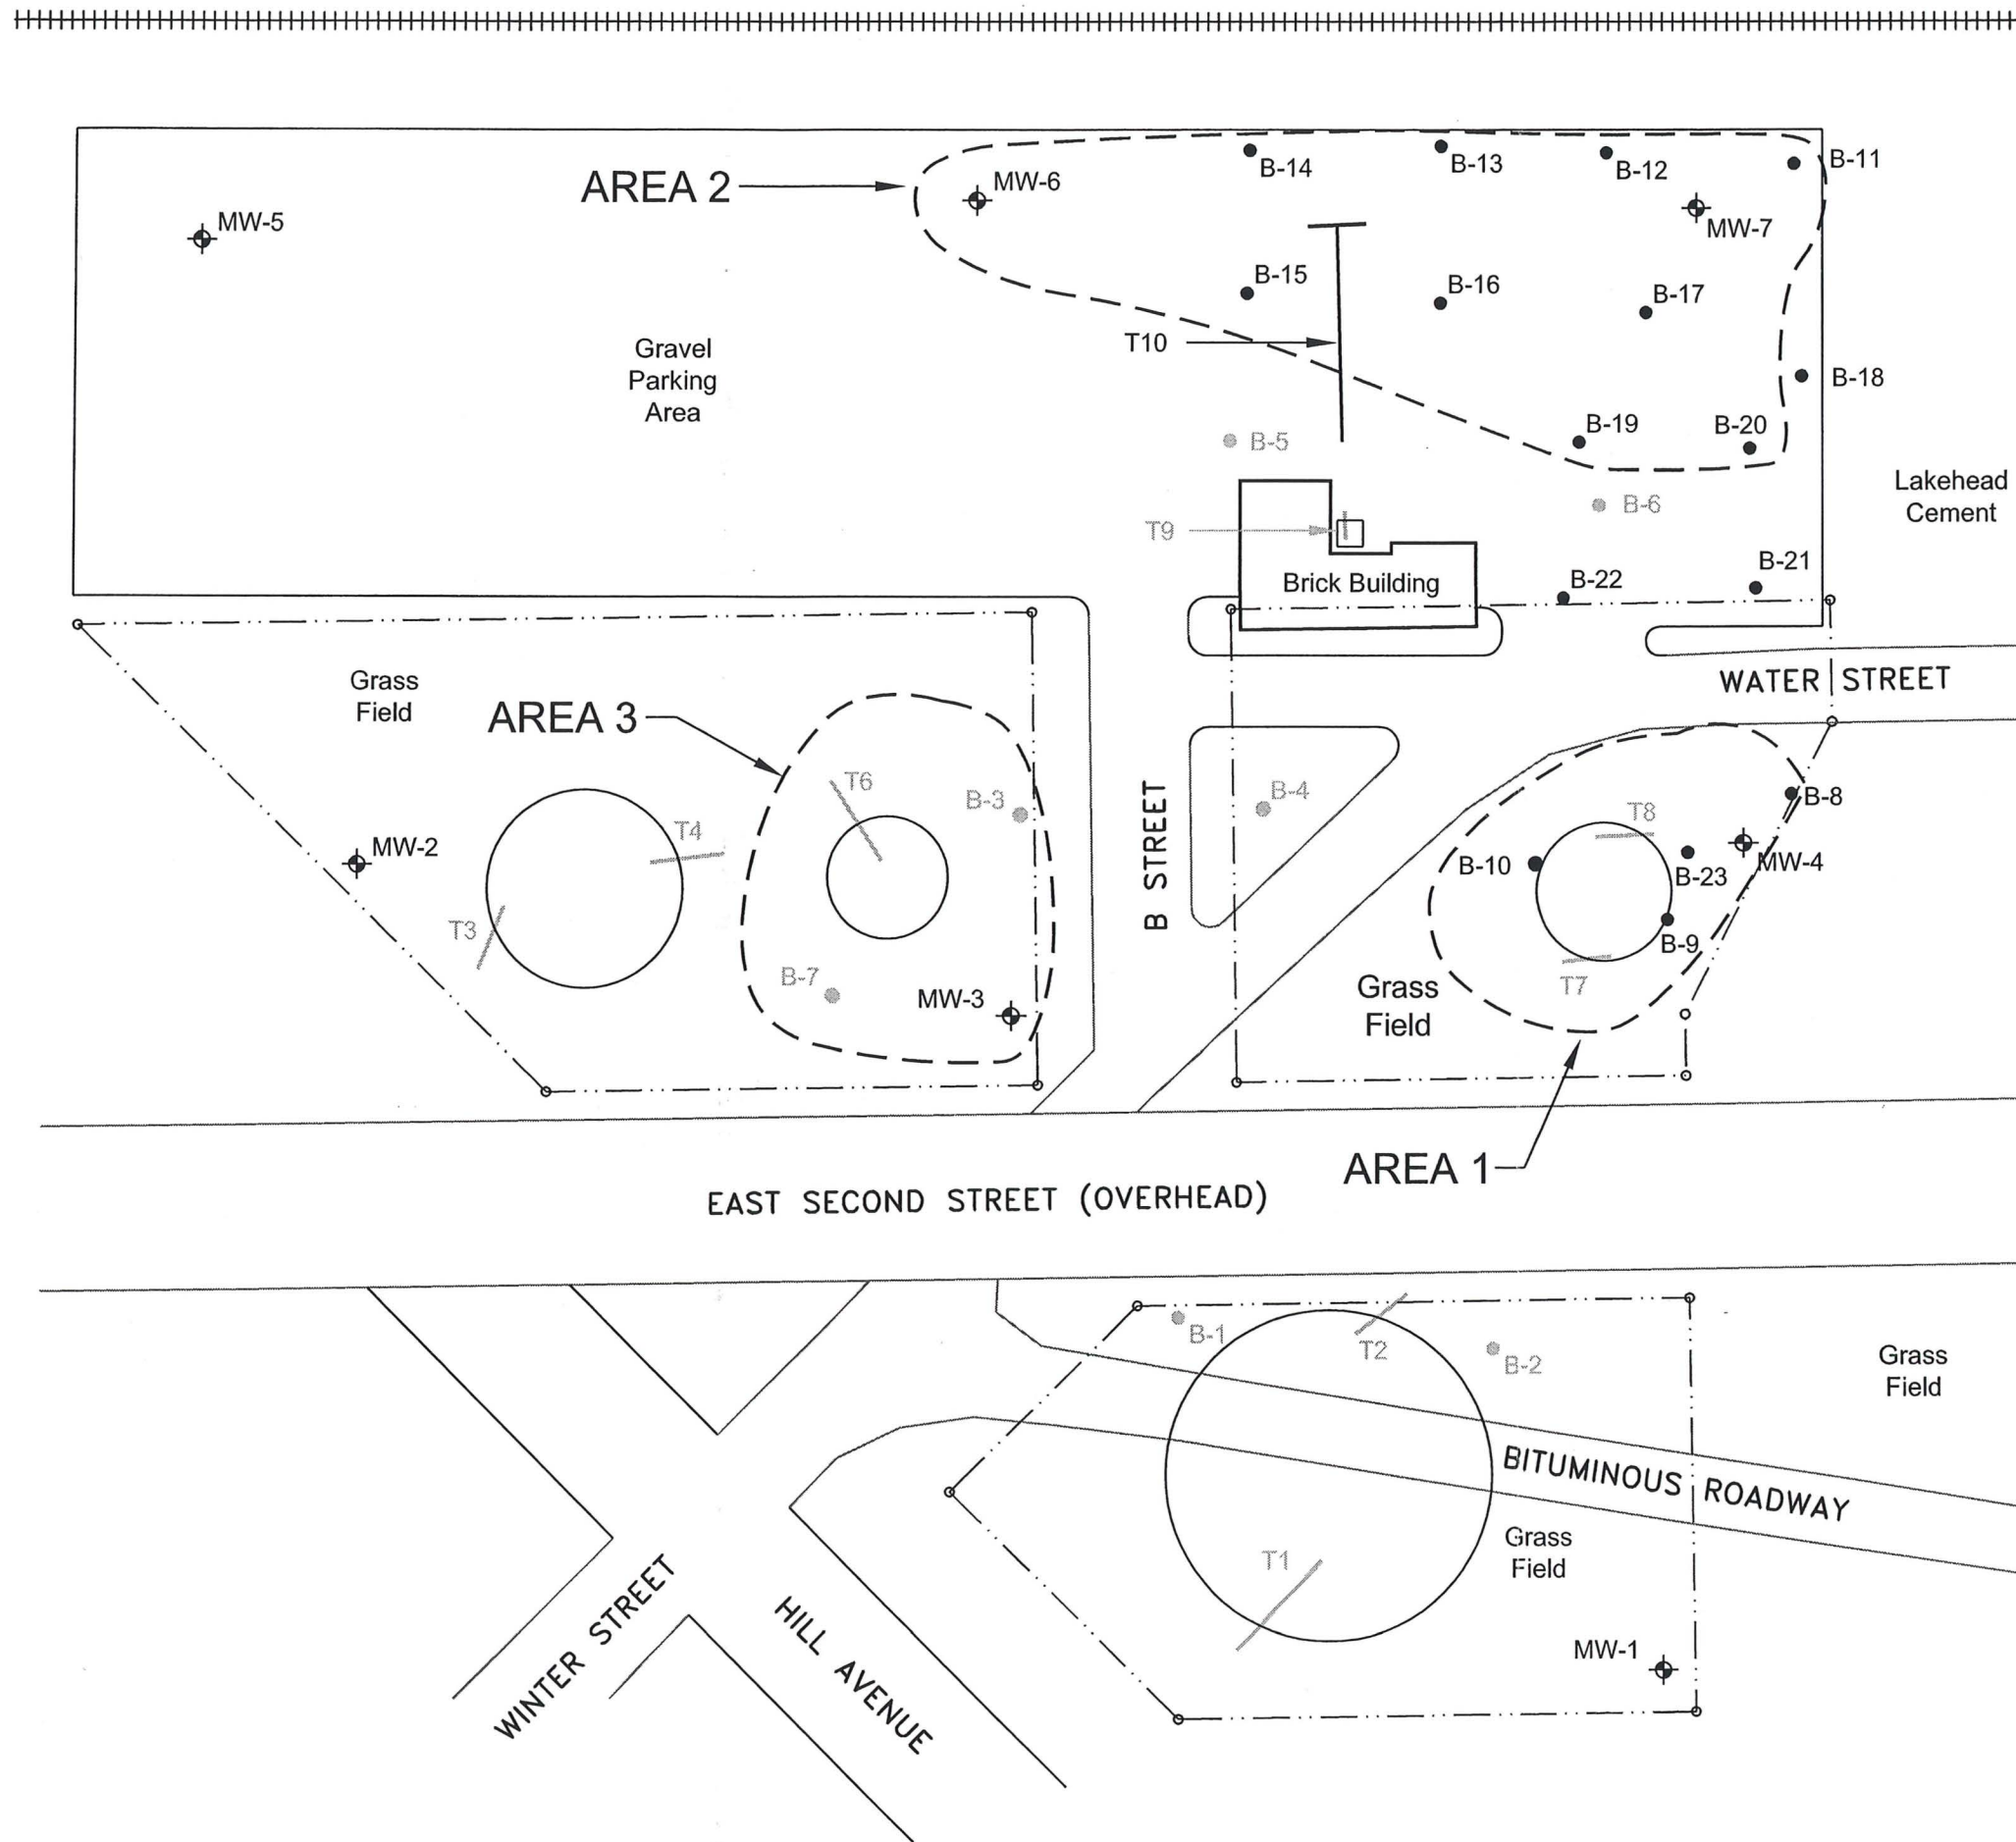 B-11
B-14
B-13
B-12
AREA 2
MW-6
MW-5
MW-7
B-15
B-16
B-17
T10
Gravel
Parking
Area
B-18
B-19
B-20
B-5
Lakehead
Cement
B-6
T9
B-21
B-22
Brick Building
WATER STREET
Grass
Field
AREA 3
T6
B-3
B-4
B STREET
B-8
T8
T4
MW-2
B-10
MW-4
B-23
T3
B-9
B-7
T7
MW-3
Grass
Field
AREA 1
EAST SECOND STREET (OVERHEAD)
B-1
T2
B-2
Grass
Field
BITUMINOUS ROADWAY
Grass
Field
T1
WINTER STREET
HILL AVENUE
MW-1